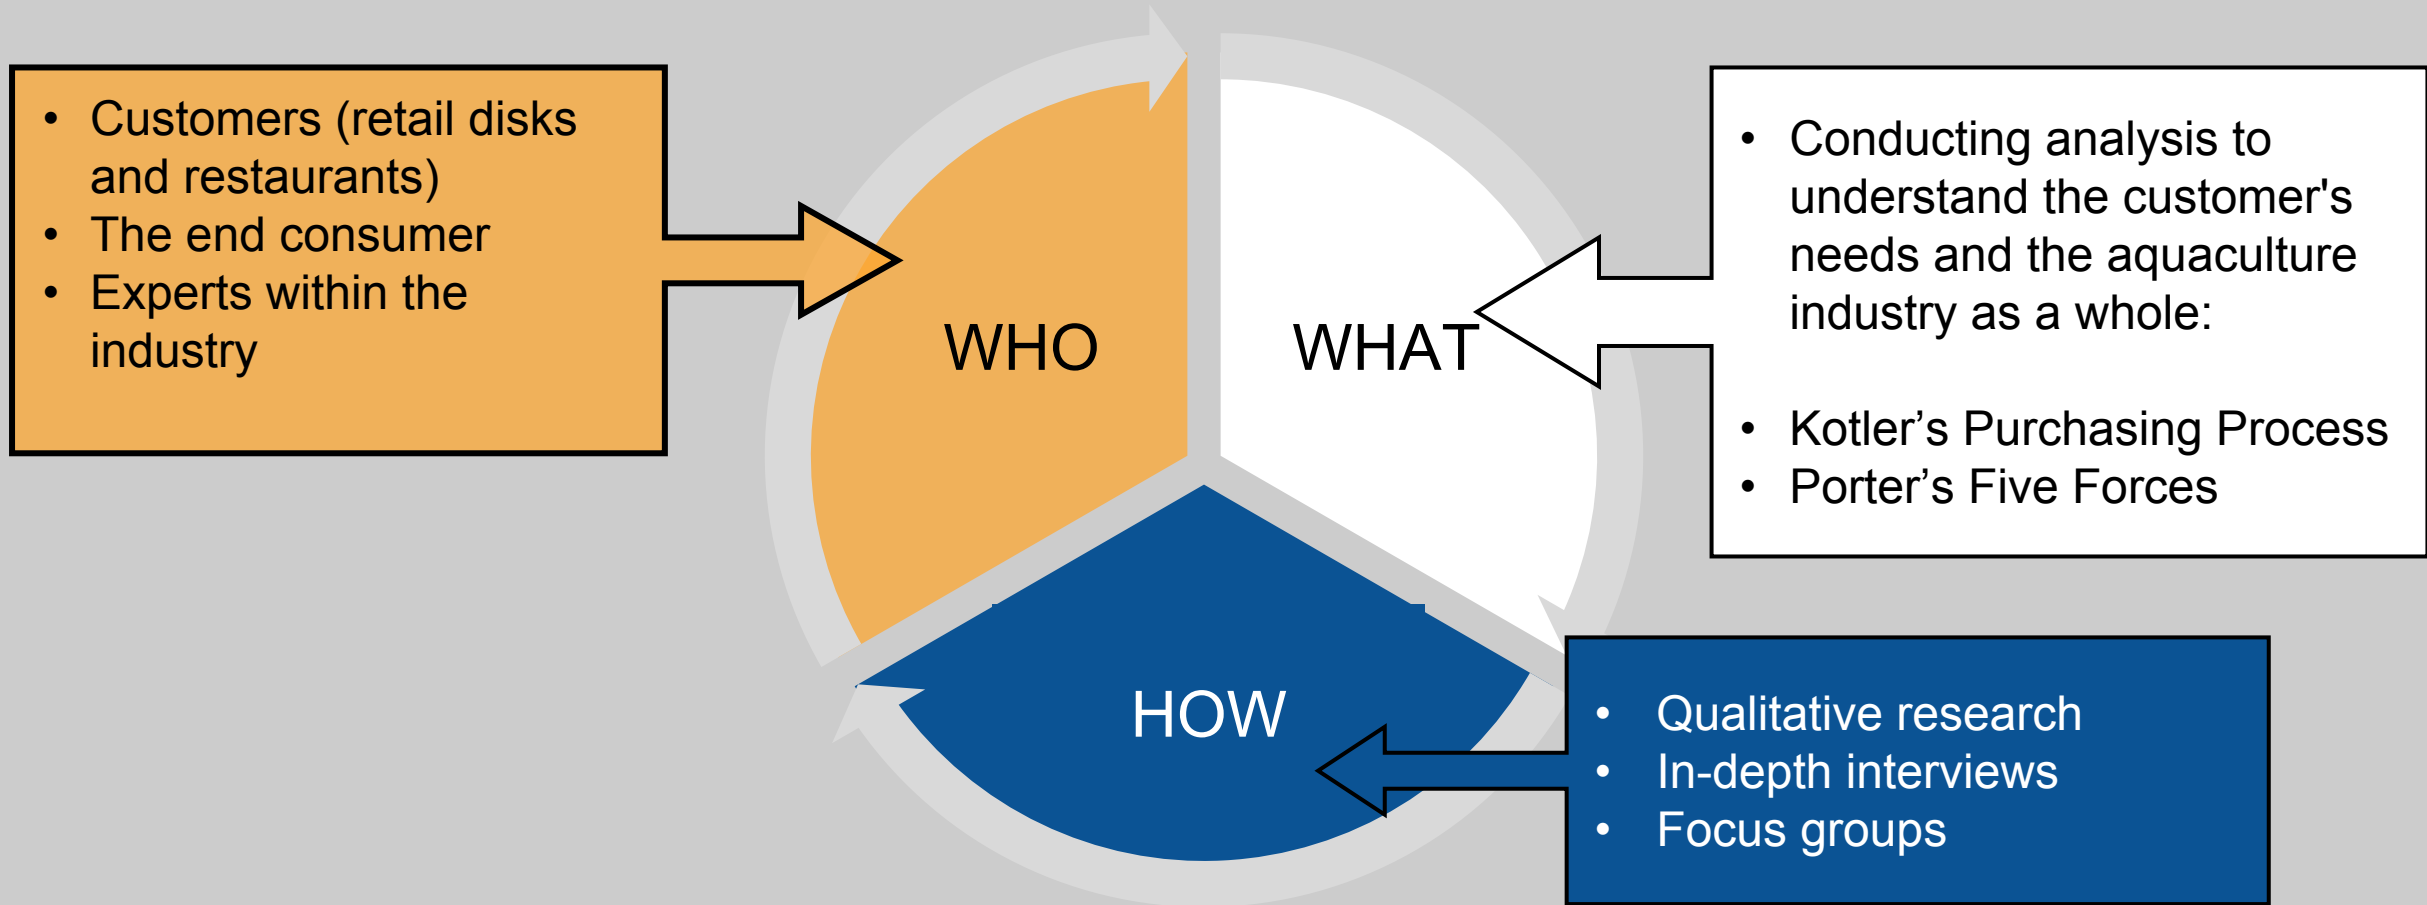 • Customers (retail disks
and restaurants)
• The end consumer
• Experts within the
industry
WHO
WHAT
• Conducting analysis to
understand the customer's
needs and the aquaculture
industry as a whole:
• Kotler’s Purchasing Process
• Porter’s Five Forces
HOW
• Qualitative research
• In-depth interviews
• Focus groups